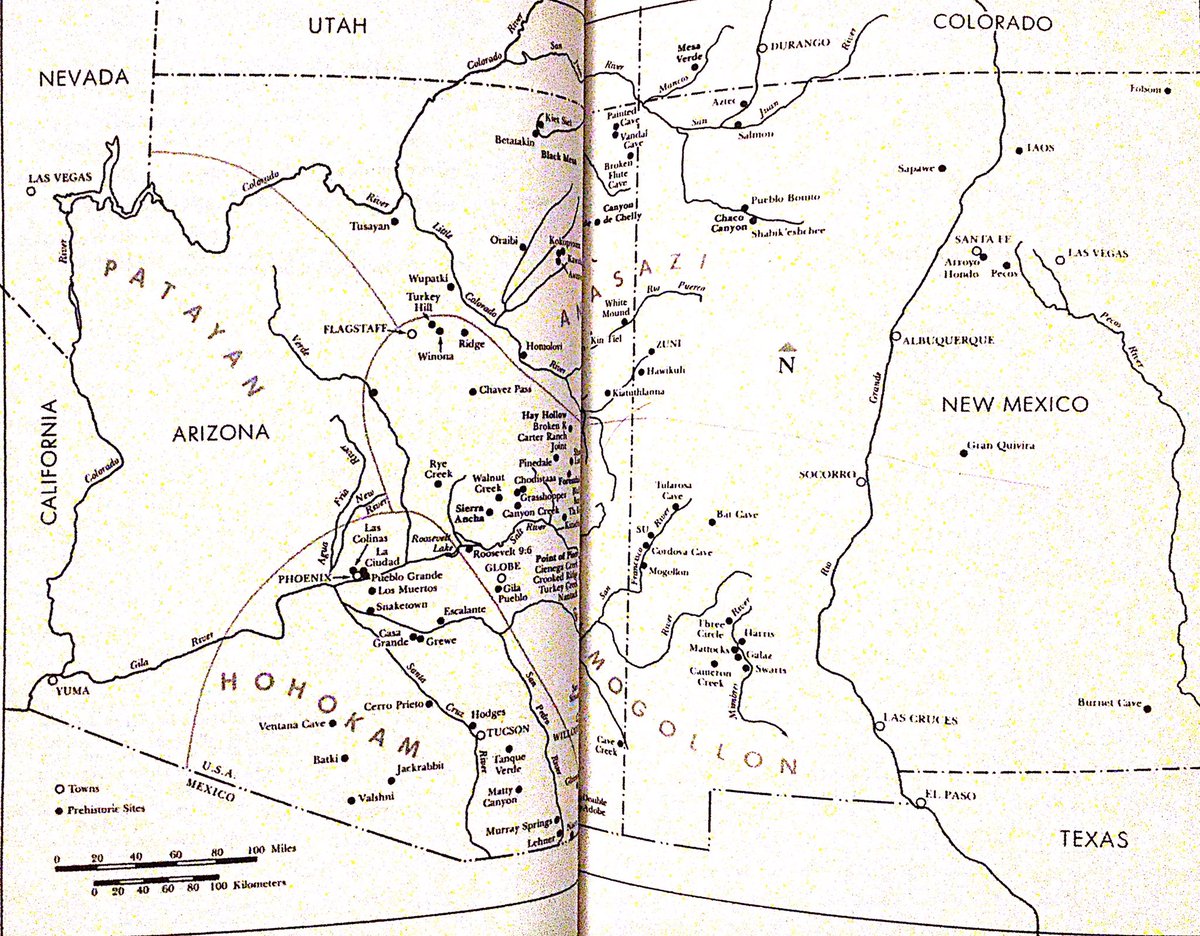 UTAH
COLORADO
NEVADA
LAS VEGAS
Colorado
River
San
River
Mesa
Verde
Mancos
DURANGO
River
Folsom
Kiet Siel
Betatakin
Black Mesa
Painted
Cave
Vandal
Cave
Broken
Flute
Cave
Aztec
San
Juan
Salmon
TAOS
Sapawe
Colorado
River
River
Tusayan
Little
Oraibi
Canyon
de Chelly
Pueblo Bonito
Chaco
Canyon
Shabik'eshchee
SANTA FE
Arroyo
Hondo
Pecos
LAS VEGAS
PATAYAN
ANASAZI
Wupatki
Turkey
Hill
Colorado
FLAGSTAFF
Winona
Ridge
Homolovi
River
White
Mound
Rio
Puerco
Kin Tiel
ZUNI
Hawikuh
Kiatuthlanna
N
ALBUQUERQUE
Pecos
River
Verde
Chavez Pass
CALIFORNIA
ARIZONA
NEW MEXICO
Grande
Hay Hollow
Broken K
Carter Ranch
Joint
Pinedale
Gran Quivira
Colorado
River
Fria
New
River
Agua
Rye
Creek
Walnut
Creek
Chodistaas
Grasshopper
Sierra
Ancha
Canyon Creek
Salt River
SOCORRO
Tularosa
Cave
Bat Cave
SU
River
Cordova Cave
Mogollon
Francisco
San
Las
Colinas
La
Ciudad
Roosevelt
Lake
Roosevelt 9:6
GLOBE
Gila
Pueblo
Cienega Creek
Crooked Ridge
Turkey Creek
PHOENIX
Pueblo Grande
Los Muertos
Snaketown
Escalante
Casa
Grande
Grewe
Rio
River
River
Three
Circle
Harris
Mattocks
Galaz
Cameron
Creek
Swarts
Mimbres
Gila
River
YUMA
HOHOKAM
MOGOLLON
Santa
Cruz
River
San
Pedro
River
Cerro Prieto
Ventana Cave
Hodges
TUCSON
Batki
Jackrabbit
Valshni
Tanque
Verde
Matty
Canyon
Cave
Creek
LAS CRUCES
Burnet Cave
U.S.A.
MEXICO
Murray Springs
Lehner
Double
Adobe
EL PASO
TEXAS
Towns
Prehistoric Sites
0 20 40 60 80 100 Miles
0 20 40 60 80 100 Kilometers